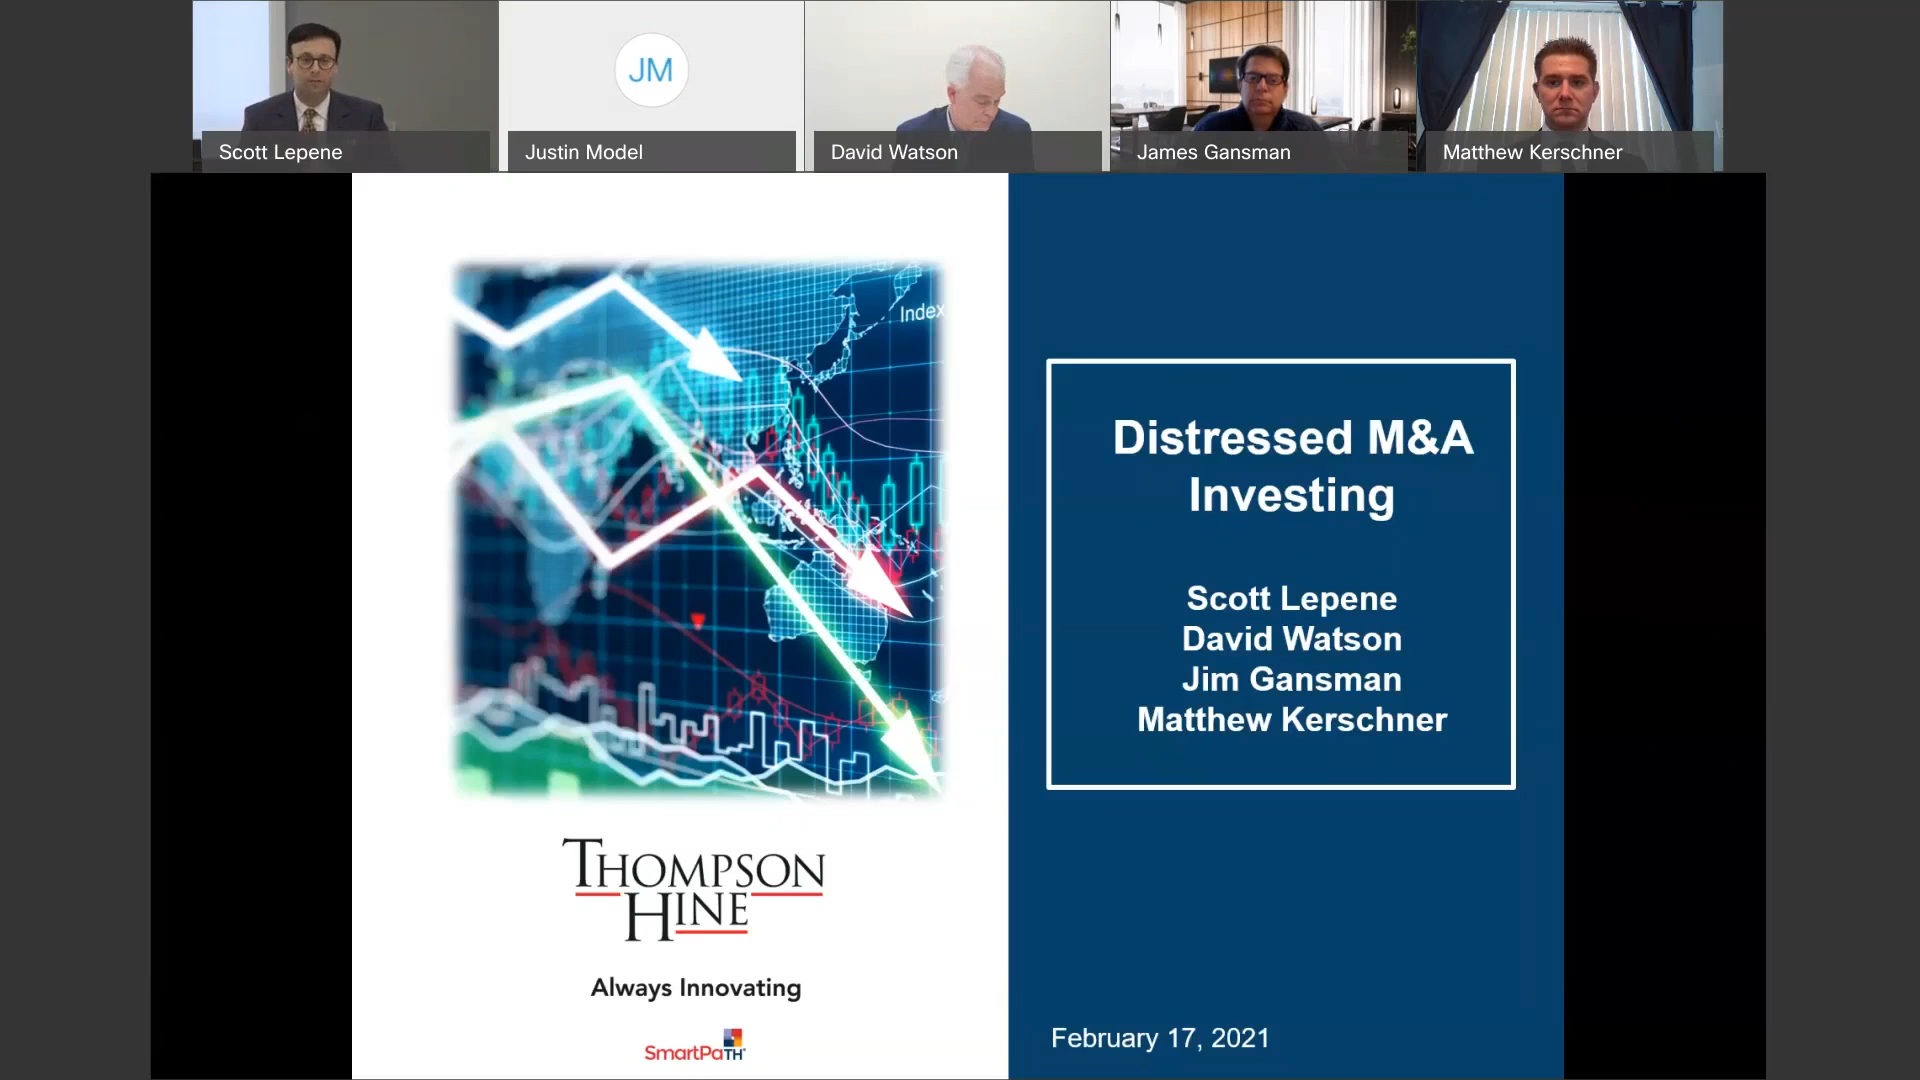 JM
Scott Lepene
Justin Model
David Watson
James Gansman
Matthew Kerschner
Index
Distressed M&A
Investing
Scott Lepene
David Watson
Jim Gansman
Matthew Kerschner
THOMPSON
HINE
Always Innovating
SmartPaTH
February 17, 2021